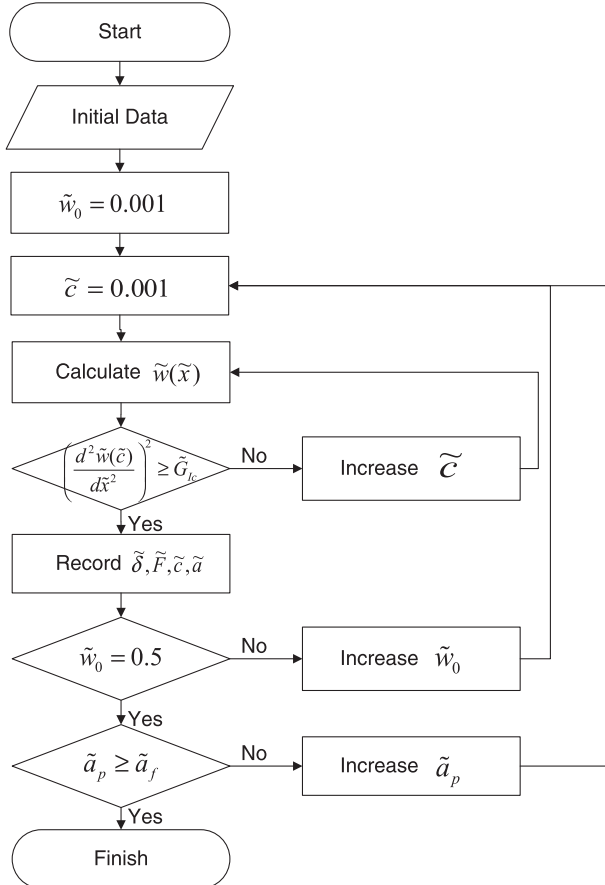 Start
Initial Data
w̃₀ = 0.001
c̃ = 0.001
Calculate w̃(x̃)
(d²w̃(c̃)/dx̃²)² ≥ G̃_Ic
No
Increase c̃
Yes
Record δ̃, F̃, c̃, ã
w̃₀ = 0.5
No
Increase w̃₀
Yes
ã_p ≥ ã_f
No
Increase ã_p
Yes
Finish